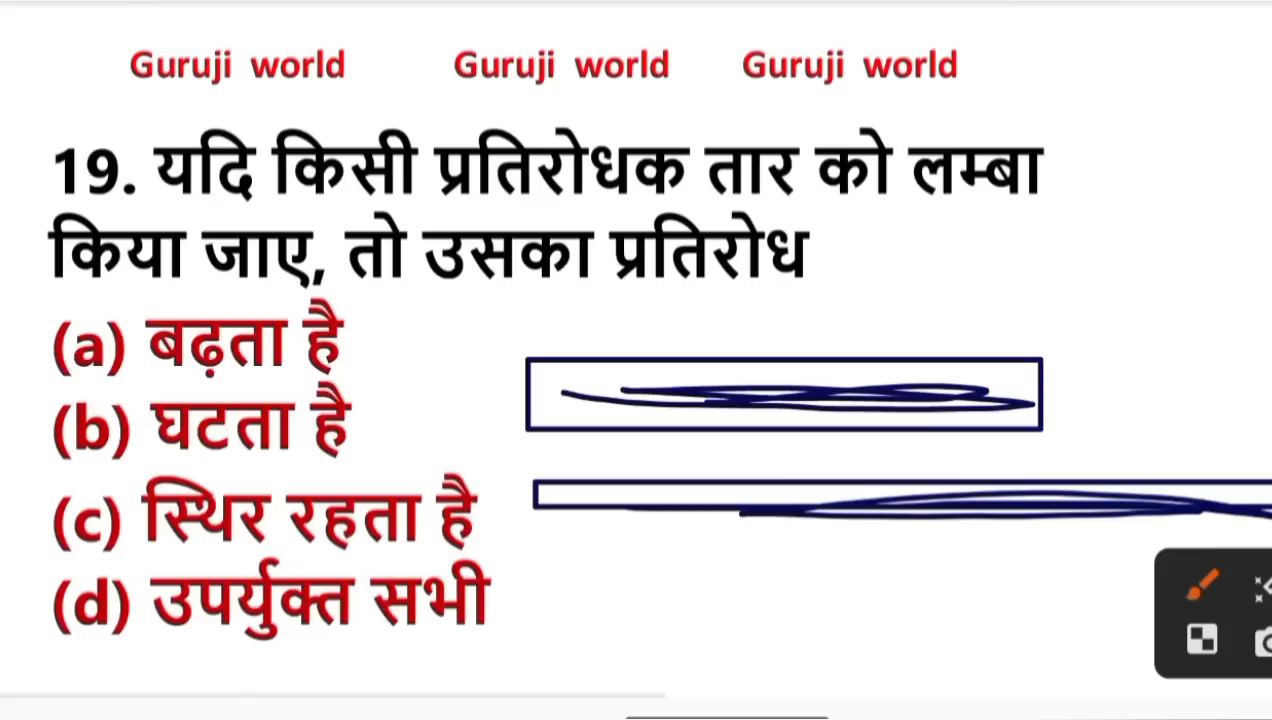 Guruji world Guruji world Guruji world
19. यदि किसी प्रतिरोधक तार को लम्बा
किया जाए, तो उसका प्रतिरोध
(a) बढ़ता है
(b) घटता है
(c) स्थिर रहता है
(d) उपर्युक्त सभी